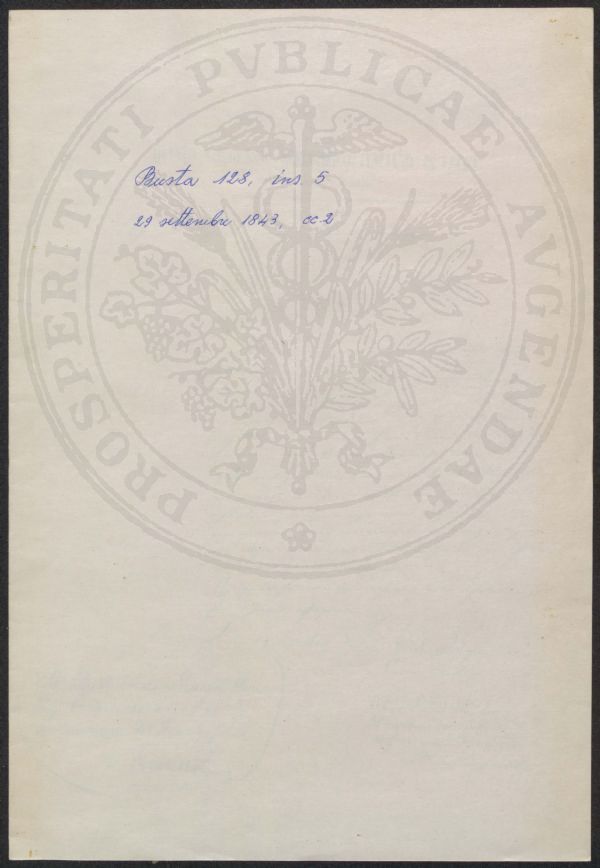 Busta 128, ins. 5
29 settembre 1843, cc 2
PROSPERITATI PVBLICAE AVGENDAE